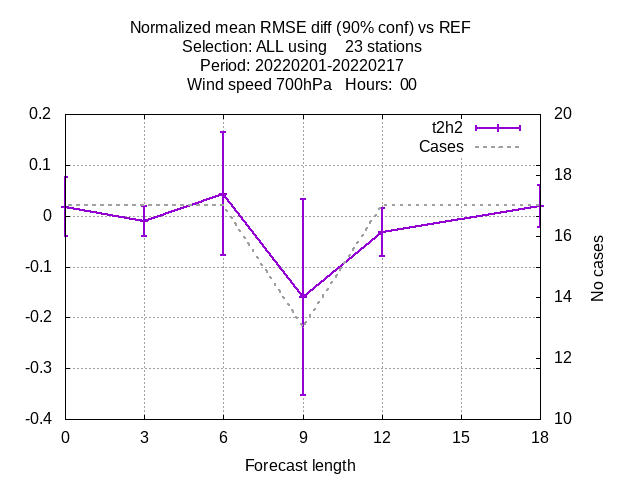 Normalized mean RMSE diff (90% conf) vs REF
Selection: ALL using    23 stations
Period: 20220201-20220217
Wind speed 700hPa   Hours:  00
t2h2
Cases
0.2
0.1
0
-0.1
-0.2
-0.3
-0.4
20
18
16
14
12
10
No cases
0 3 6 9 12 15 18
Forecast length